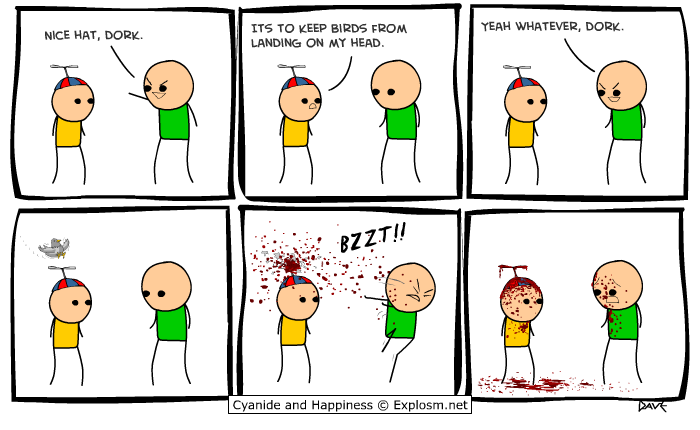 NICE HAT, DORK.
ITS TO KEEP BIRDS FROM
LANDING ON MY HEAD.
YEAH WHATEVER, DORK.
BZZT!!
Cyanide and Happiness © Explosm.net
DAVE